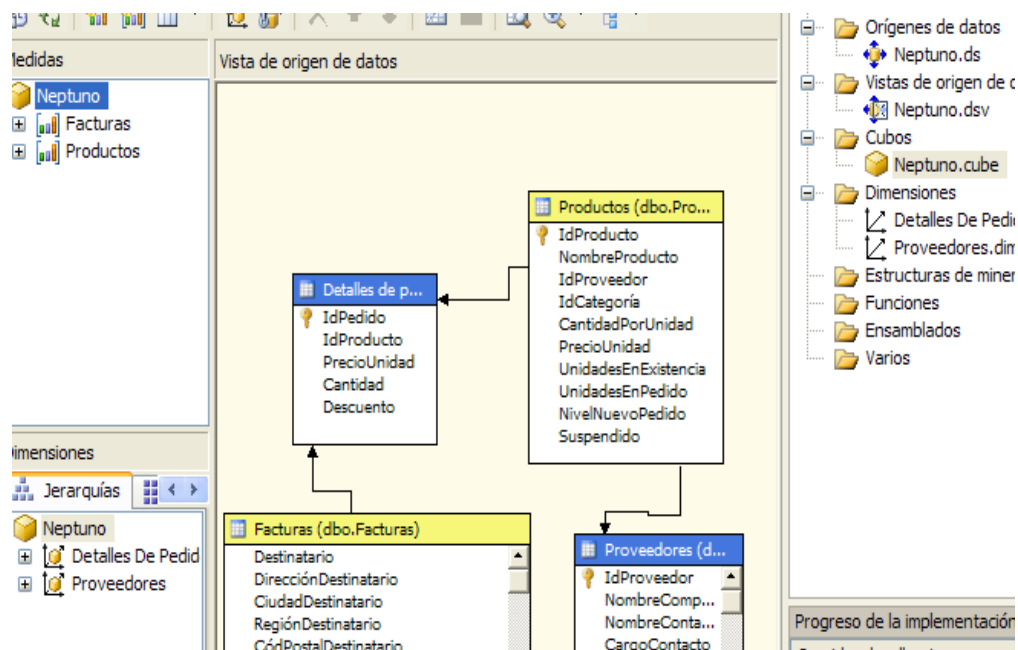 Medidas
Neptuno
Facturas
Productos
Dimensiones
Jerarquías
Neptuno
Detalles De Pedid
Proveedores
Vista de origen de datos
Productos (dbo.Pro...
IdProducto
NombreProducto
IdProveedor
IdCategoría
CantidadPorUnidad
PrecioUnidad
UnidadesEnExistencia
UnidadesEnPedido
NivelNuevoPedido
Suspendido
Detalles de p...
IdPedido
IdProducto
PrecioUnidad
Cantidad
Descuento
Facturas (dbo.Facturas)
Destinatario
DirecciónDestinatario
CiudadDestinatario
RegiónDestinatario
CódPostalDestinatario
Proveedores (d...
IdProveedor
NombreComp...
NombreConta...
CargoContacto
Orígenes de datos
Neptuno.ds
Vistas de origen de
Neptuno.dsv
Cubos
Neptuno.cube
Dimensiones
Detalles De Pedid
Proveedores.dim
Estructuras de miner
Funciones
Ensamblados
Varios
Progreso de la implementación